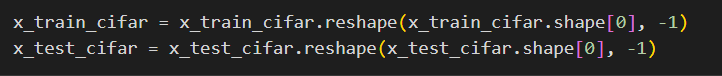 x_train_cifar = x_train_cifar.reshape(x_train_cifar.shape[0], -1)
x_test_cifar = x_test_cifar.reshape(x_test_cifar.shape[0], -1)